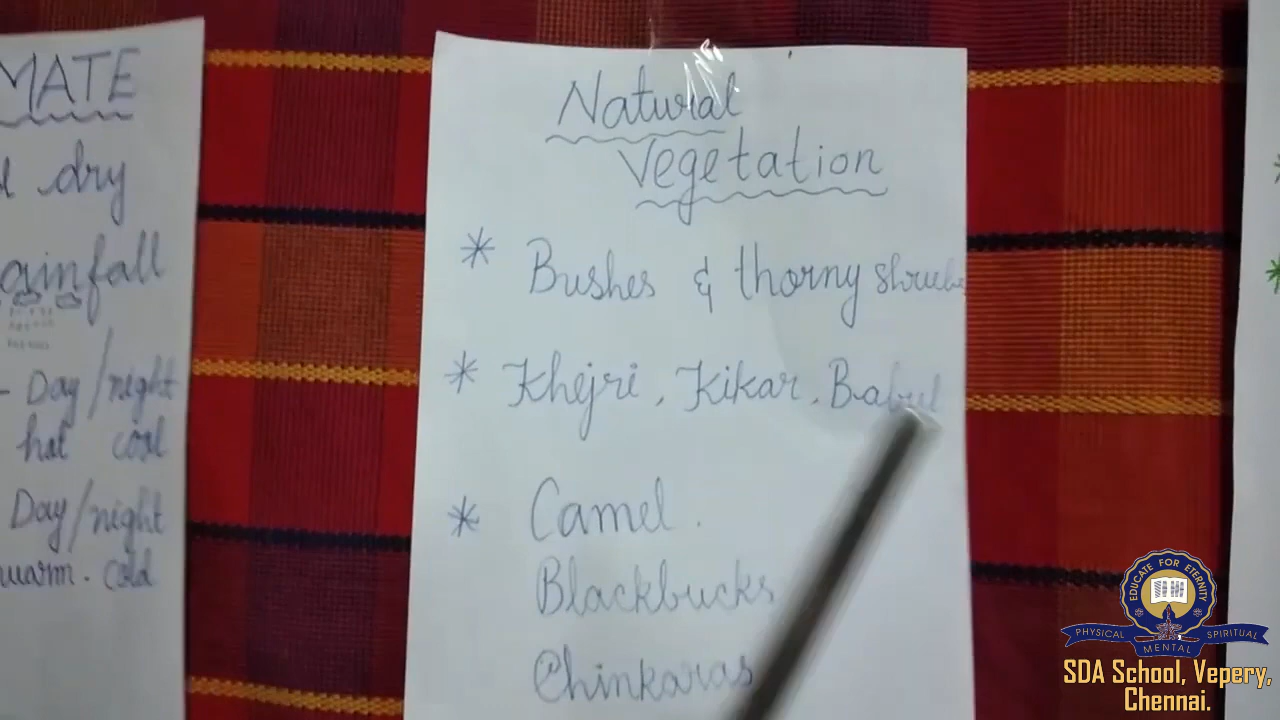 MATE
dry
ainfall
- Day/night
hot cool
Day/night
warm. cold
Natural
Vegetation
* Bushes & thorny shrubs
* Khejri, Kikar, Babul
* Camel.
Blackbucks
Chinkaras
EDUCATE FOR ETERNITY
PHYSICAL MENTAL SPIRITUAL
SDA School, Vepery,
Chennai.